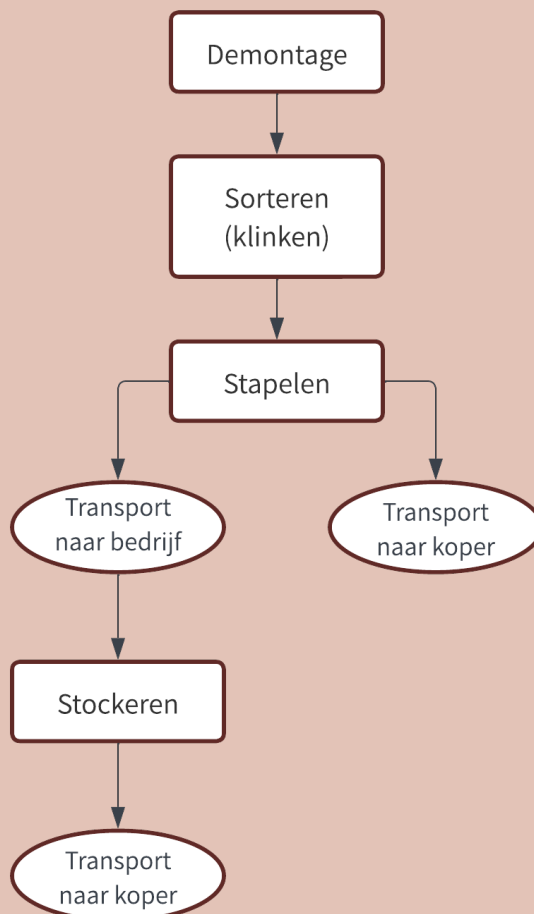 Demontage
Sorteren
(klinken)
Stapelen
Transport
naar bedrijf
Transport
naar koper
Stockeren
Transport
naar koper